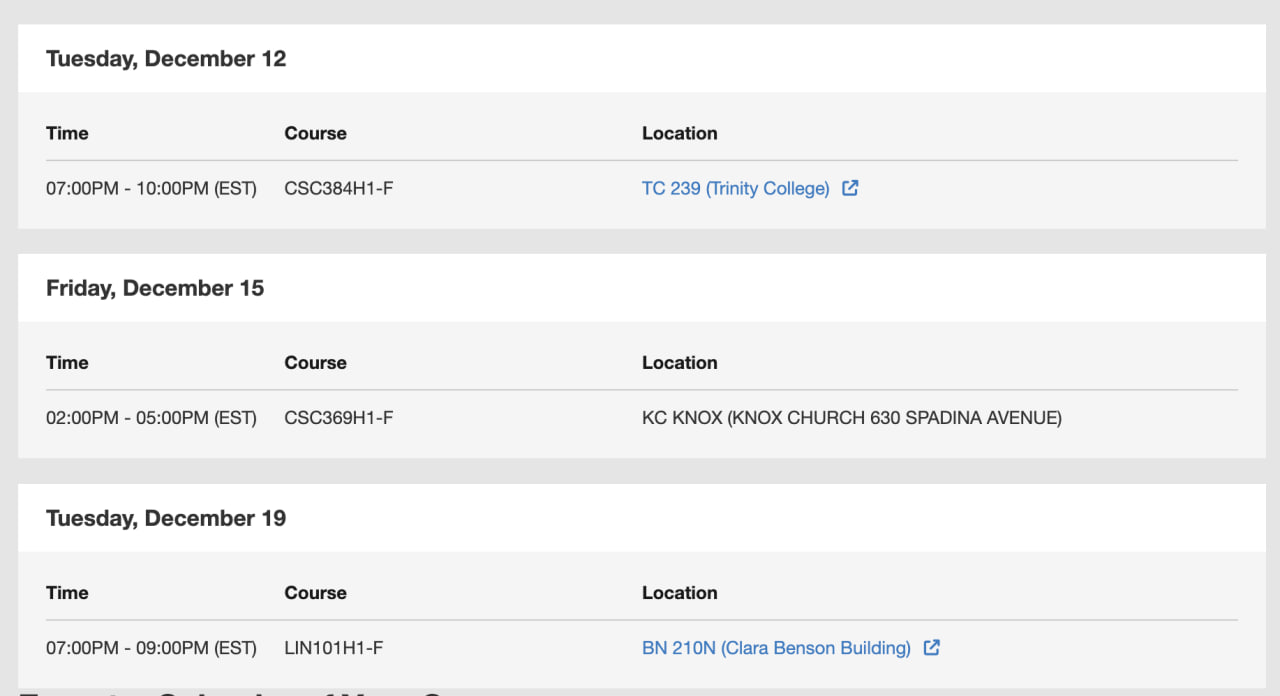 Tuesday, December 12
Time Course Location
07:00PM - 10:00PM (EST) CSC384H1-F TC 239 (Trinity College)
Friday, December 15
Time Course Location
02:00PM - 05:00PM (EST) CSC369H1-F KC KNOX (KNOX CHURCH 630 SPADINA AVENUE)
Tuesday, December 19
Time Course Location
07:00PM - 09:00PM (EST) LIN101H1-F BN 210N (Clara Benson Building)